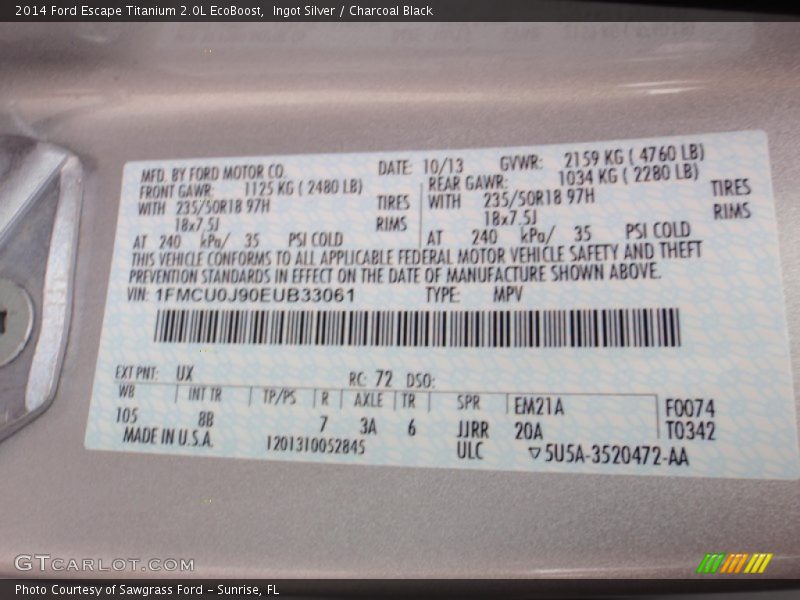 2014 Ford Escape Titanium 2.0L EcoBoost, Ingot Silver / Charcoal Black
MFD. BY FORD MOTOR CO. DATE: 10/13 GVWR: 2159 KG ( 4760 LB)
FRONT GAWR: 1125 KG ( 2480 LB) REAR GAWR: 1034 KG ( 2280 LB)
WITH 235/50R18 97H TIRES WITH 235/50R18 97H TIRES
18x7.5J RIMS 18x7.5J RIMS
AT 240 kPa/ 35 PSI COLD AT 240 kPa/ 35 PSI COLD
THIS VEHICLE CONFORMS TO ALL APPLICABLE FEDERAL MOTOR VEHICLE SAFETY AND THEFT
PREVENTION STANDARDS IN EFFECT ON THE DATE OF MANUFACTURE SHOWN ABOVE.
VIN: 1FMCU0J90EUB33061 TYPE: MPV
EXT PNT: UX RC: 72 DSO:
WB INT TR TP/PS R AXLE TR SPR EM21A F0074
105 8B 7 3A 6 JJRR 20A T0342
MADE IN U.S.A. 1201310052845 ULC ▽5U5A-3520472-AA
GTCARLOT.COM
Photo Courtesy of Sawgrass Ford – Sunrise, FL